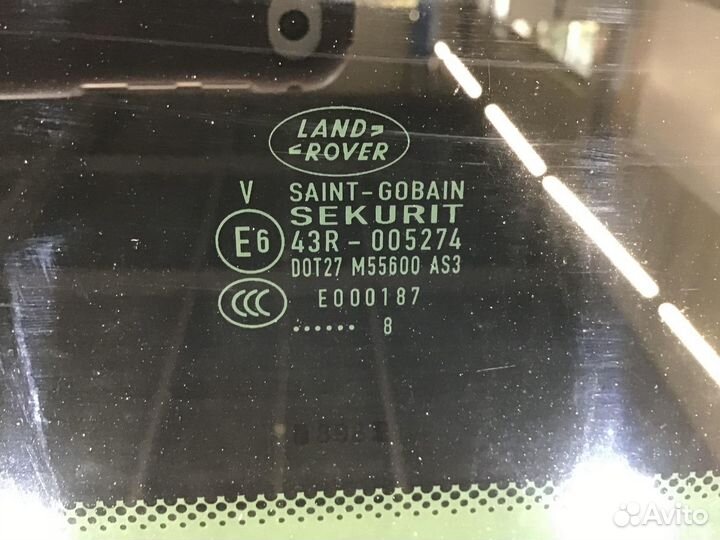 LAND
ROVER
V SAINT-GOBAIN
SEKURIT
E6 43R - 005274
DOT27 M55600 AS3
CCC E000187
...... 8
Avito